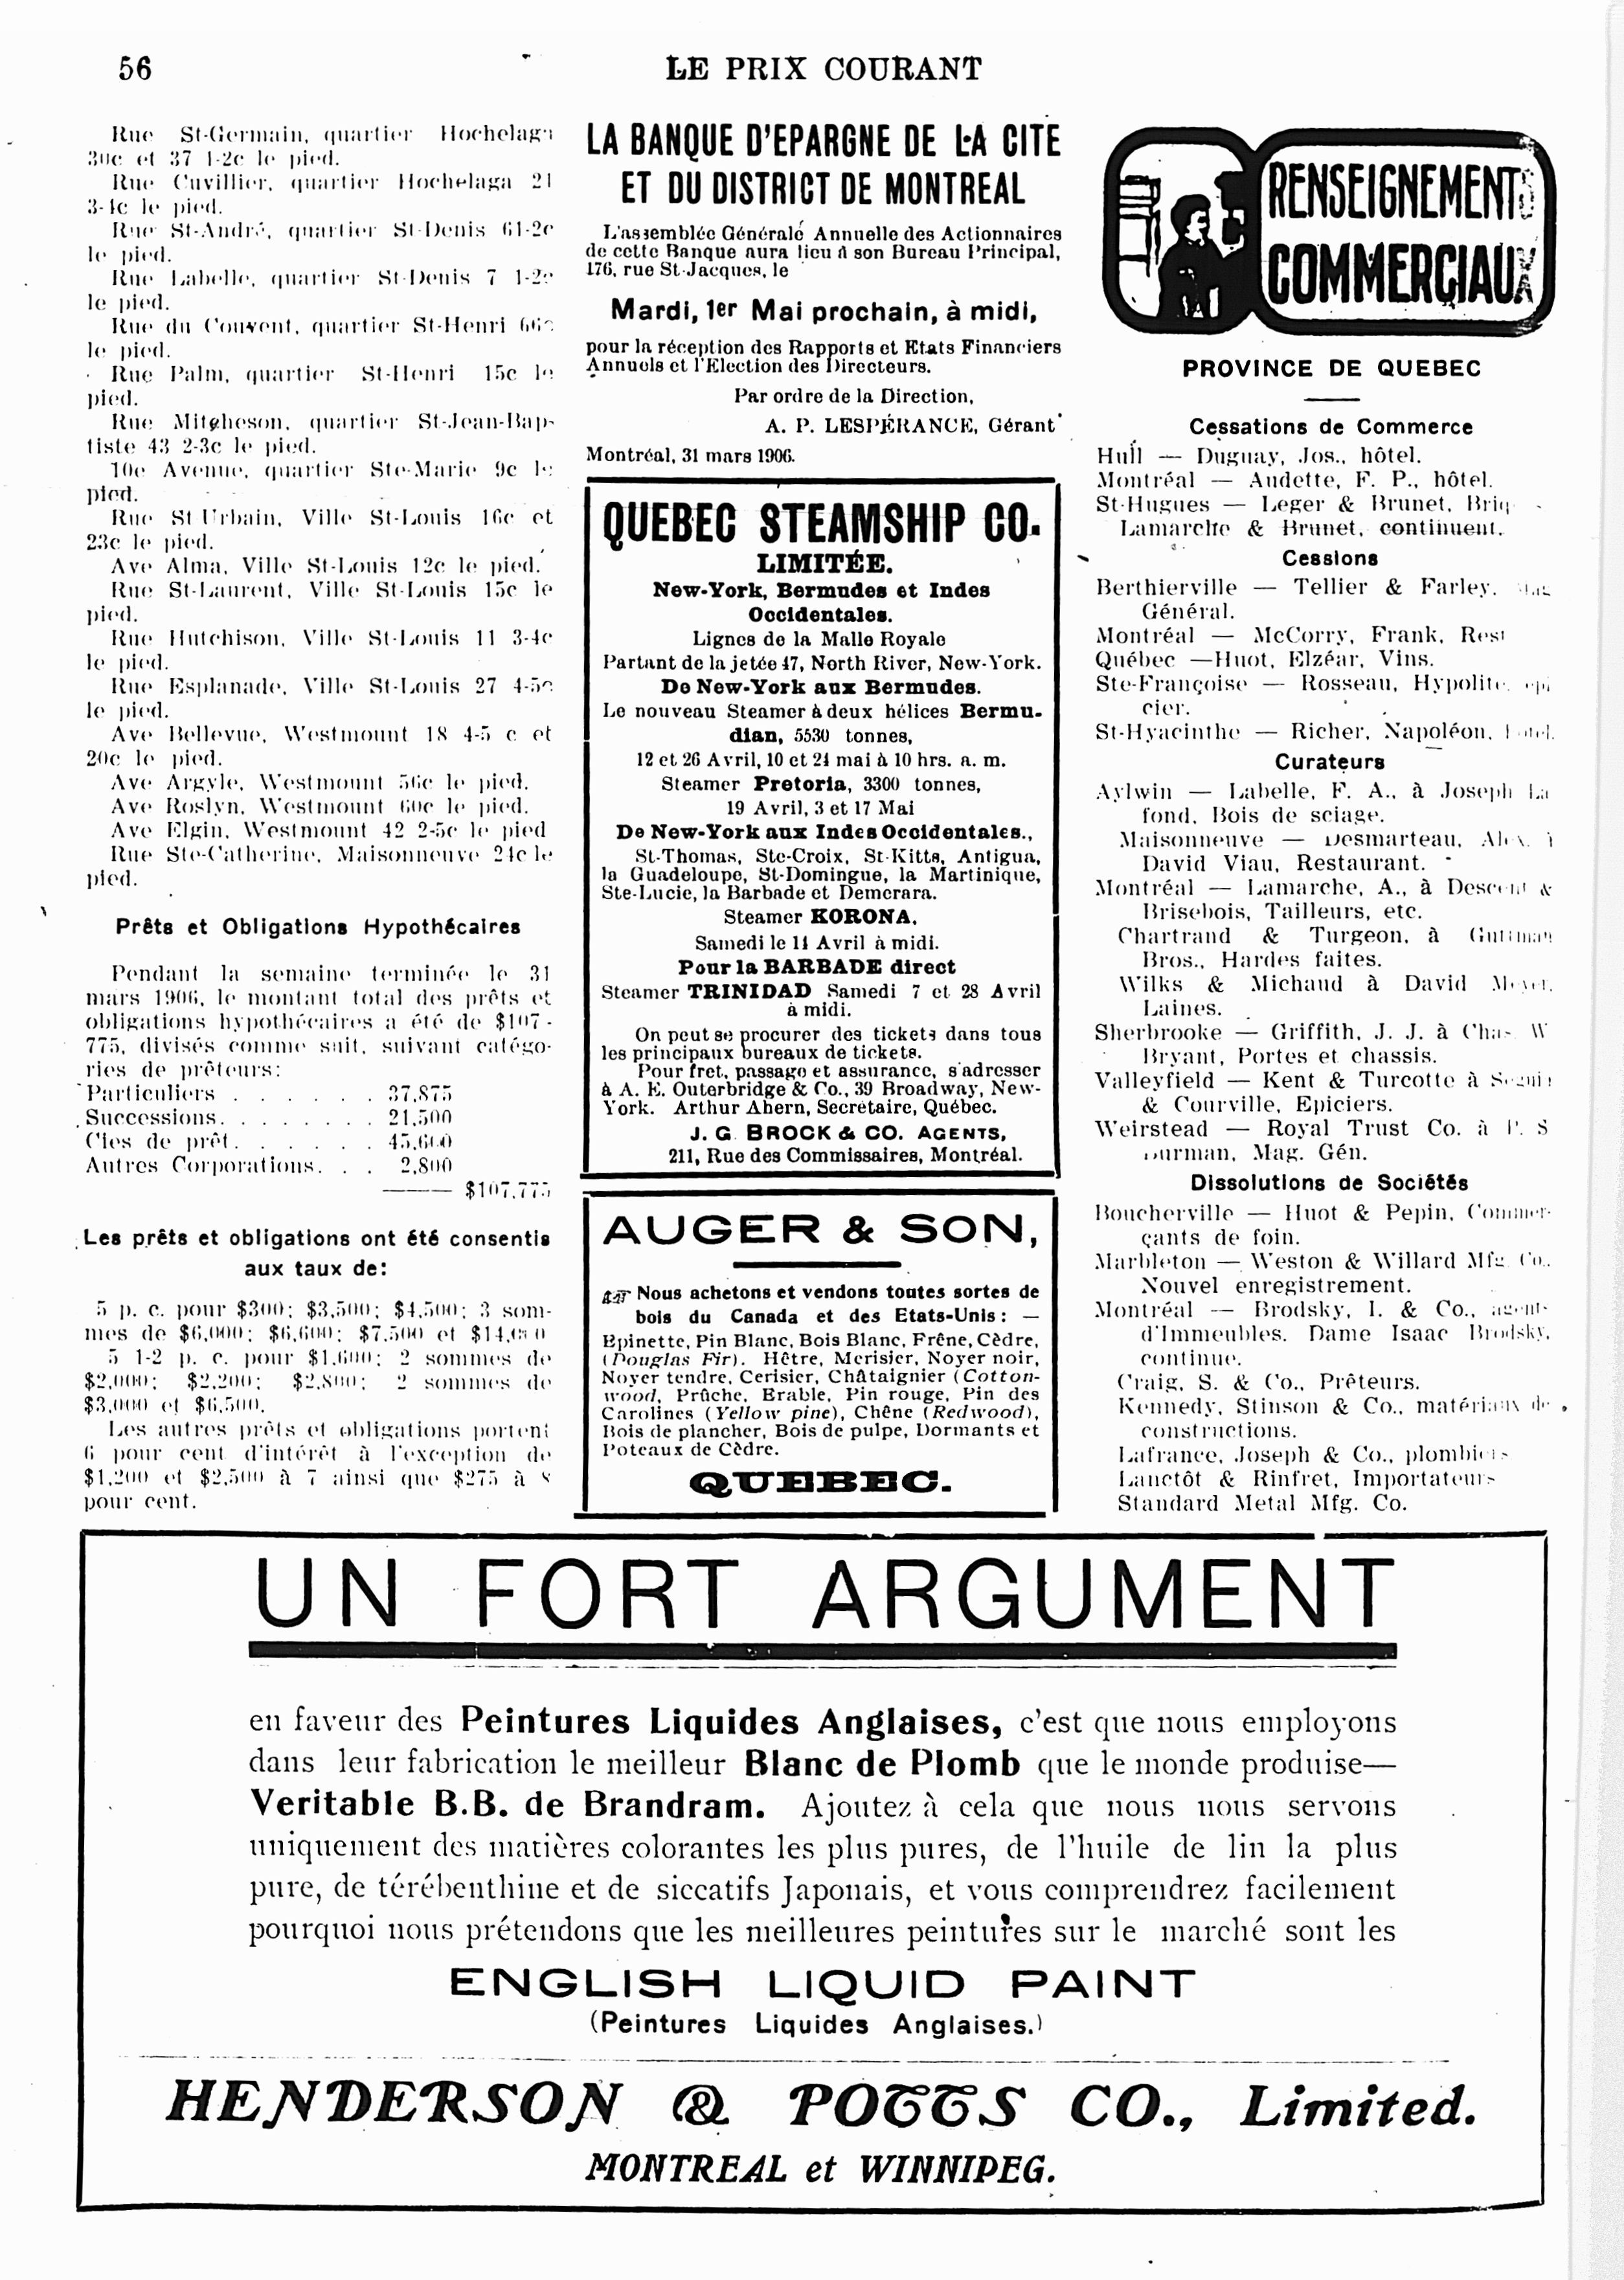 56
LE PRIX COURANT
Rue St-Germain, quartier Hochelaga
30c et 37 1-2c le pied.
Rue Cuvillier, quartier Hochelaga 21
3-4c le pied.
Rue St-André, quartier St-Denis 61-2c
le pied.
Rue Labelle, quartier St-Denis 7 1-2c
le pied.
Rue du Couvent, quartier St-Henri 66c
le pied.
Rue Palm, quartier St-Henri 15c le
pied.
Rue Mitcheson, quartier St-Jean-Bap-
tiste 43 2-3c le pied.
10e Avenue, quartier Ste-Marie 9c le
pied.
Rue St Urbain, Ville St-Louis 16c et
23c le pied.
Ave Alma, Ville St-Louis 12c le pied.
Rue St-Laurent, Ville St-Louis 15c le
pied.
Rue Hutchison, Ville St-Louis 11 3-4c
le pied.
Rue Esplanade, Ville St-Louis 27 4-5c
le pied.
Ave Bellevue, Westmount 18 4-5 c et
20c le pied.
Ave Argyle, Westmount 56c le pied.
Ave Roslyn, Westmount 60c le pied.
Ave Elgin, Westmount 42 2-5c le pied
Rue Ste-Catherine, Maisonneuve 24c le
pied.
Prêts et Obligations Hypothécaires
Pendant la semaine terminée le 31
mars 1906, le montant total des prêts et
obligations hypothécaires a été de $107-
775, divisés comme suit, suivant catégo-
ries de prêteurs:
Particuliers . . . . . . 37,875
Successions. . . . . . . . 21,500
Cies de prêt. . . . . . 45,600
Autres Corporations. . . 2,800
——— $107,775
Les prêts et obligations ont été consentis
aux taux de:
5 p. c. pour $300; $3,500; $4,500; 3 som-
mes de $6,000; $6,600; $7,500 et $14,000
5 1-2 p. c. pour $1,600; 2 sommes de
$2,000; $2,200; $2,800; 2 sommes de
$3,000 et $6,500.
Les autres prêts et obligations portent
6 pour cent d'intérêt à l'exception de
$1,200 et $2,500 à 7 ainsi que $275 à 8
pour cent.
LA BANQUE D'EPARGNE DE LA CITE
ET DU DISTRICT DE MONTREAL
L'assemblée Générale Annuelle des Actionnaires
de cette Banque aura lieu à son Bureau Principal,
176, rue St-Jacques, le
Mardi, 1er Mai prochain, à midi,
pour la réception des Rapports et Etats Financiers
Annuels et l'Election des Directeurs.
Par ordre de la Direction,
A. P. LESPÉRANCE, Gérant
Montréal, 31 mars 1906.
QUEBEC STEAMSHIP CO.
LIMITÉE.
New-York, Bermudes et Indes
Occidentales.
Lignes de la Malle Royale
Partant de la jetée 47, North River, New-York.
De New-York aux Bermudes.
Le nouveau Steamer à deux hélices Bermu-
dian, 5530 tonnes,
12 et 26 Avril, 10 et 24 mai à 10 hrs. a. m.
Steamer Pretoria, 3300 tonnes,
19 Avril, 3 et 17 Mai
De New-York aux Indes Occidentales.,
St-Thomas, Ste-Croix, St-Kitts, Antigua,
la Guadeloupe, St-Domingue, la Martinique,
Ste-Lucie, la Barbade et Demerara.
Steamer KORONA,
Samedi le 14 Avril à midi.
Pour la BARBADE direct
Steamer TRINIDAD Samedi 7 et 28 Avril
à midi.
On peut se procurer des tickets dans tous
les principaux bureaux de tickets.
Pour fret, passage et assurance, s'adresser
à A. E. Outerbridge & Co., 39 Broadway, New-
York. Arthur Ahern, Secrétaire, Québec.
J. G. BROCK & CO. AGENTS,
211, Rue des Commissaires, Montréal.
AUGER & SON,
Nous achetons et vendons toutes sortes de
bois du Canada et des Etats-Unis: —
Epinette, Pin Blanc, Bois Blanc, Frêne, Cèdre,
(Douglas Fir). Hêtre, Merisier, Noyer noir,
Noyer tendre, Cerisier, Châtaignier (Cotton-
wood, Prûche, Erable, Pin rouge, Pin des
Carolines (Yellow pine), Chêne (Redwood),
Bois de plancher, Bois de pulpe, Dormants et
Poteaux de Cèdre.
QUEBEC.
RENSEIGNEMENTS
COMMERCIAUX
PROVINCE DE QUEBEC
Cessations de Commerce
Hull — Duguay, Jos., hôtel.
Montréal — Audette, F. P., hôtel.
St-Hugues — Leger & Brunet, Briq
Lamarche & Brunet, continuent.
Cessions
Berthierville — Tellier & Farley, Mag
Général.
Montréal — McCorry, Frank, Rest
Québec —Huot, Elzéar, Vins.
Ste-Françoise — Rosseau, Hypolite, epi
cier.
St-Hyacinthe — Richer, Napoléon, hotel.
Curateurs
Aylwin — Labelle, F. A., à Joseph La
fond, Bois de sciage.
Maisonneuve — Desmarteau, Alex. à
David Viau, Restaurant.
Montréal — Lamarche, A., à Descent &
Brisebois, Tailleurs, etc.
Chartrand & Turgeon, à Gutman
Bros., Hardes faites.
Wilks & Michaud à David Meyer,
Laines.
Sherbrooke — Griffith, J. J. à Chas. W
Bryant, Portes et chassis.
Valleyfield — Kent & Turcotte à
& Courville, Epiciers.
Weirstead — Royal Trust Co. à P. S
Durman, Mag. Gén.
Dissolutions de Sociétés
Boucherville — Huot & Pepin, Commer-
çants de foin.
Marbleton — Weston & Willard Mfg. Co.,
Nouvel enregistrement.
Montréal — Brodsky, I. & Co., agents
d'Immeubles. Dame Isaac Brodsky,
continue.
Craig, S. & Co., Prêteurs.
Kennedy, Stinson & Co., matériaux de
constructions.
Lafrance, Joseph & Co., plombiers
Lanctôt & Rinfret, Importateurs
Standard Metal Mfg. Co.
UN FORT ARGUMENT
en faveur des Peintures Liquides Anglaises, c'est que nous employons
dans leur fabrication le meilleur Blanc de Plomb que le monde produise—
Veritable B.B. de Brandram. Ajoutez à cela que nous nous servons
uniquement des matières colorantes les plus pures, de l'huile de lin la plus
pure, de térébenthine et de siccatifs Japonais, et vous comprendrez facilement
pourquoi nous prétendons que les meilleures peintures sur le marché sont les
ENGLISH LIQUID PAINT
(Peintures Liquides Anglaises.)
HENDERSON & POTTS CO., Limited.
MONTREAL et WINNIPEG.